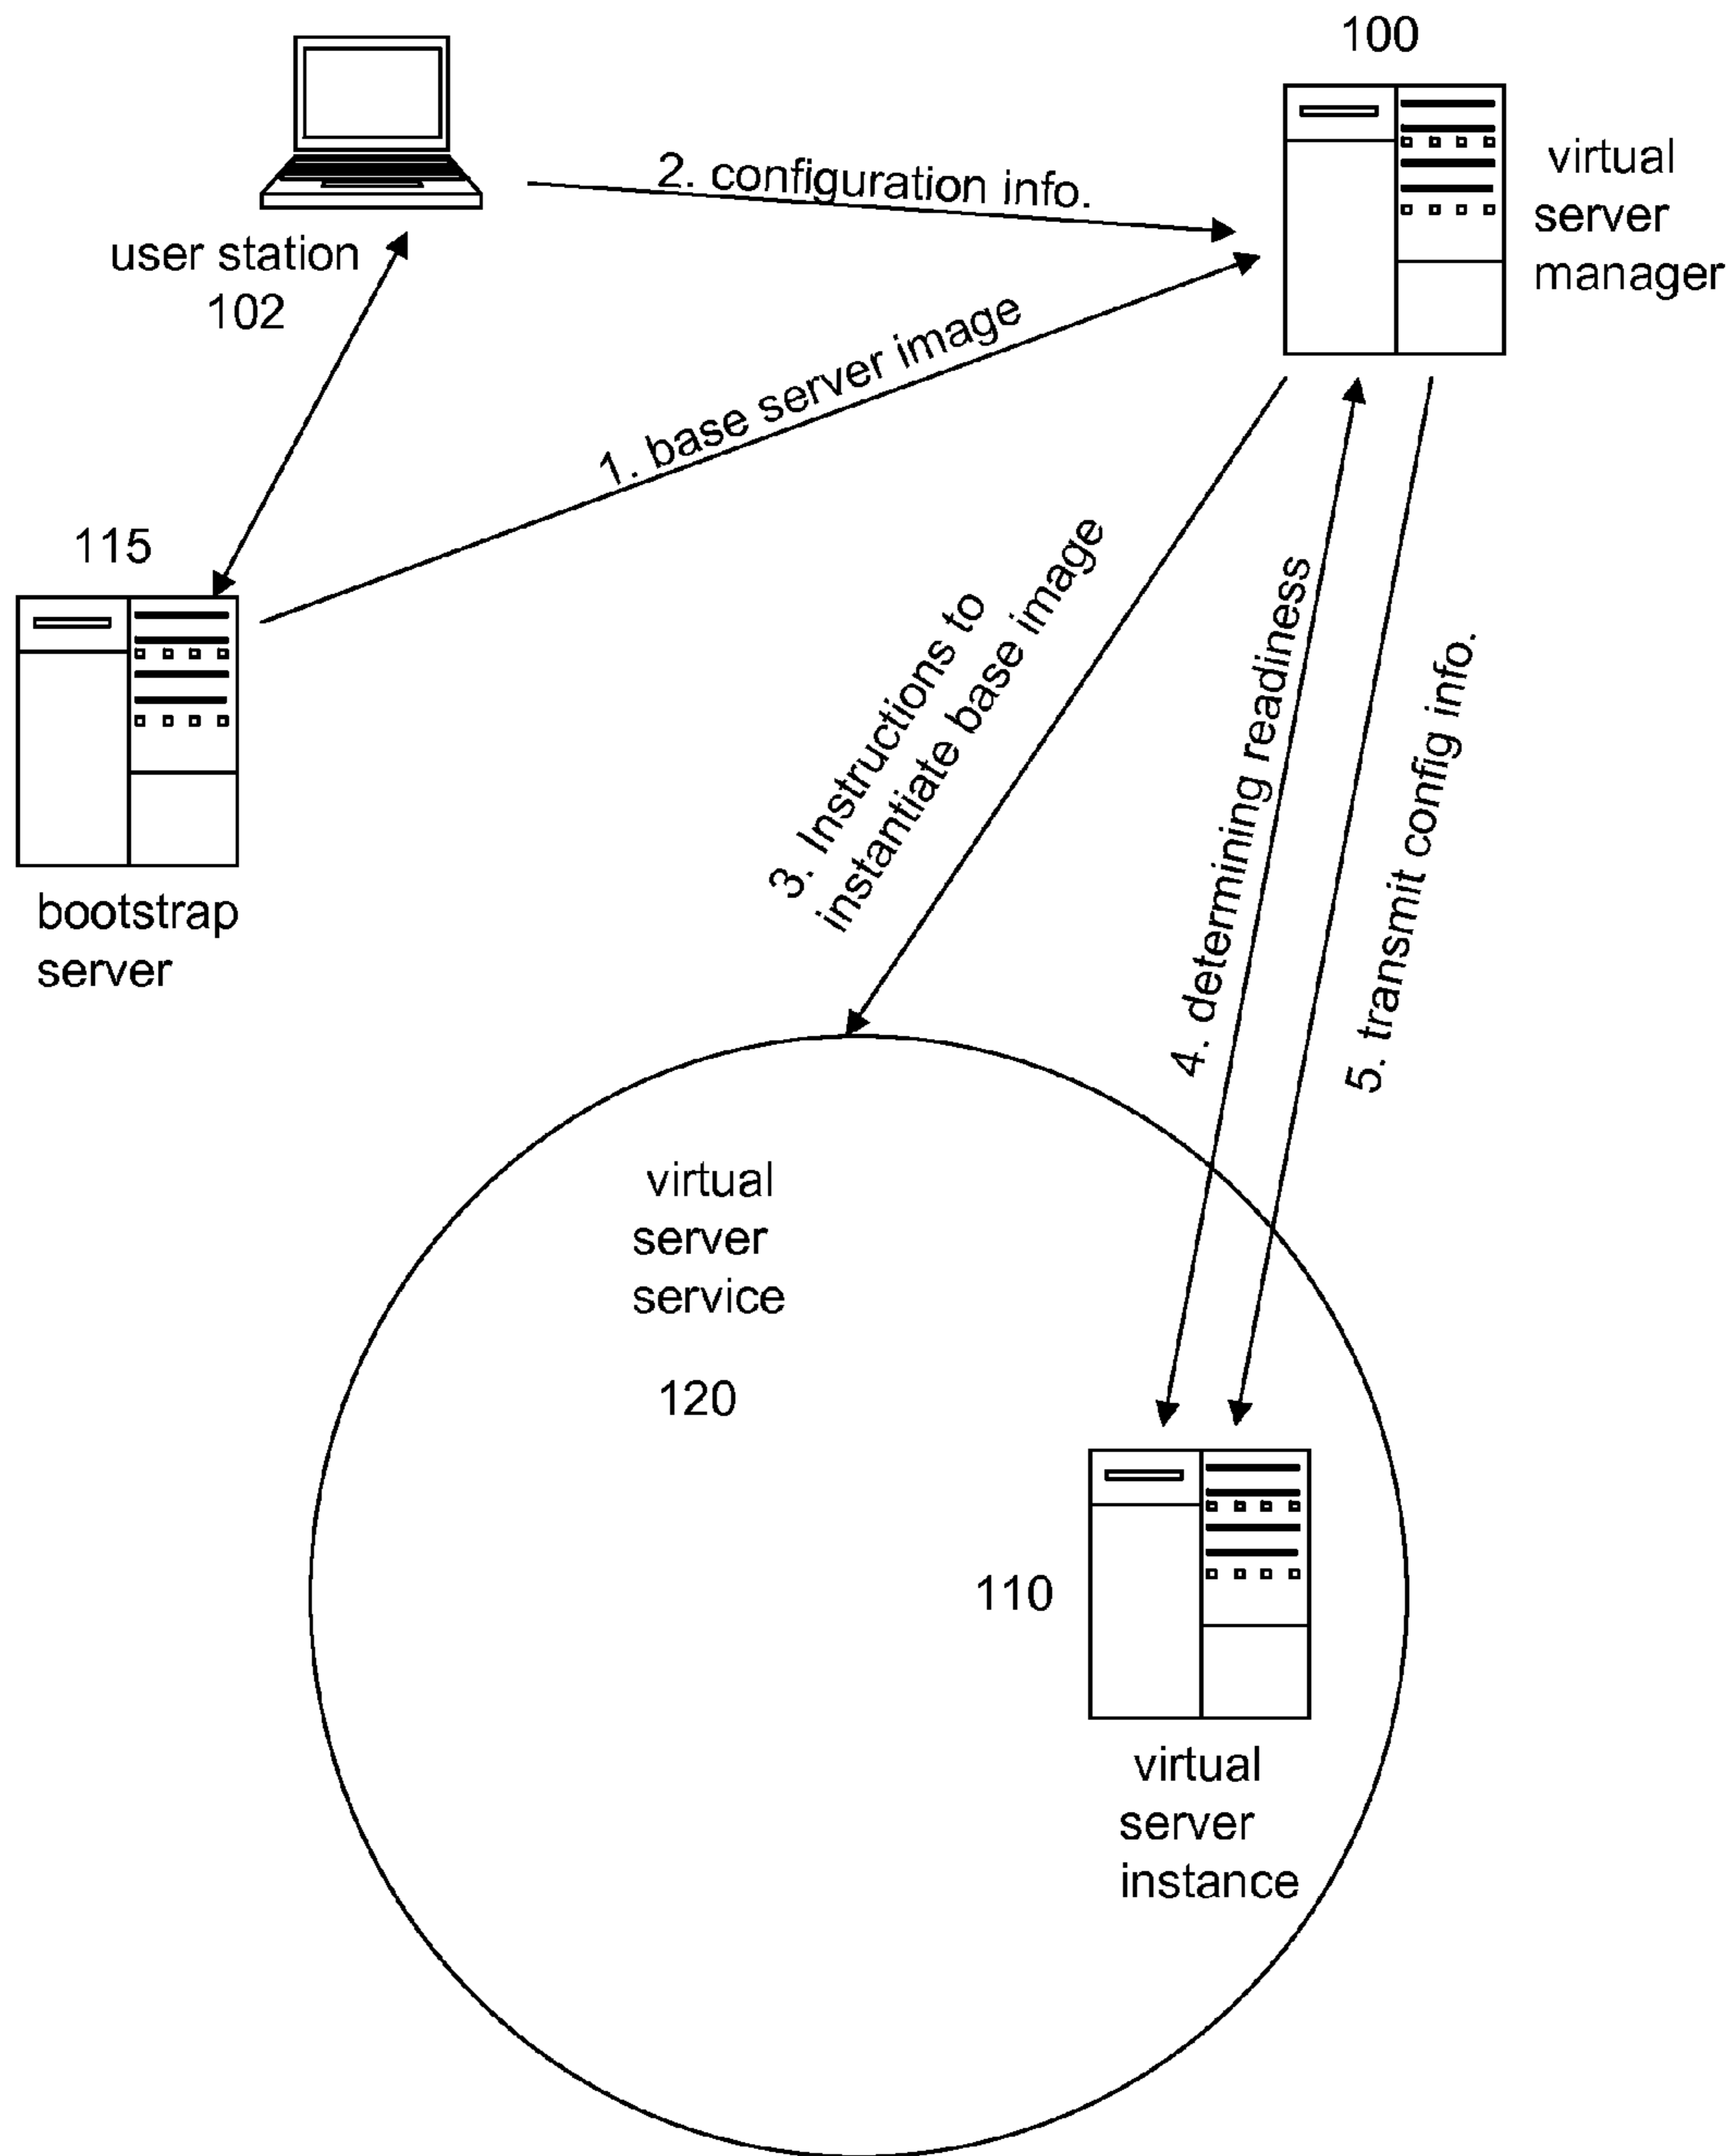 100
virtual
server
manager
2. configuration info.
user station
102
1. base server image
115
bootstrap
server
3. Instructions to
instantiate base image
4. determining readiness
5. transmit config info.
virtual
server
service
120
110
virtual
server
instance